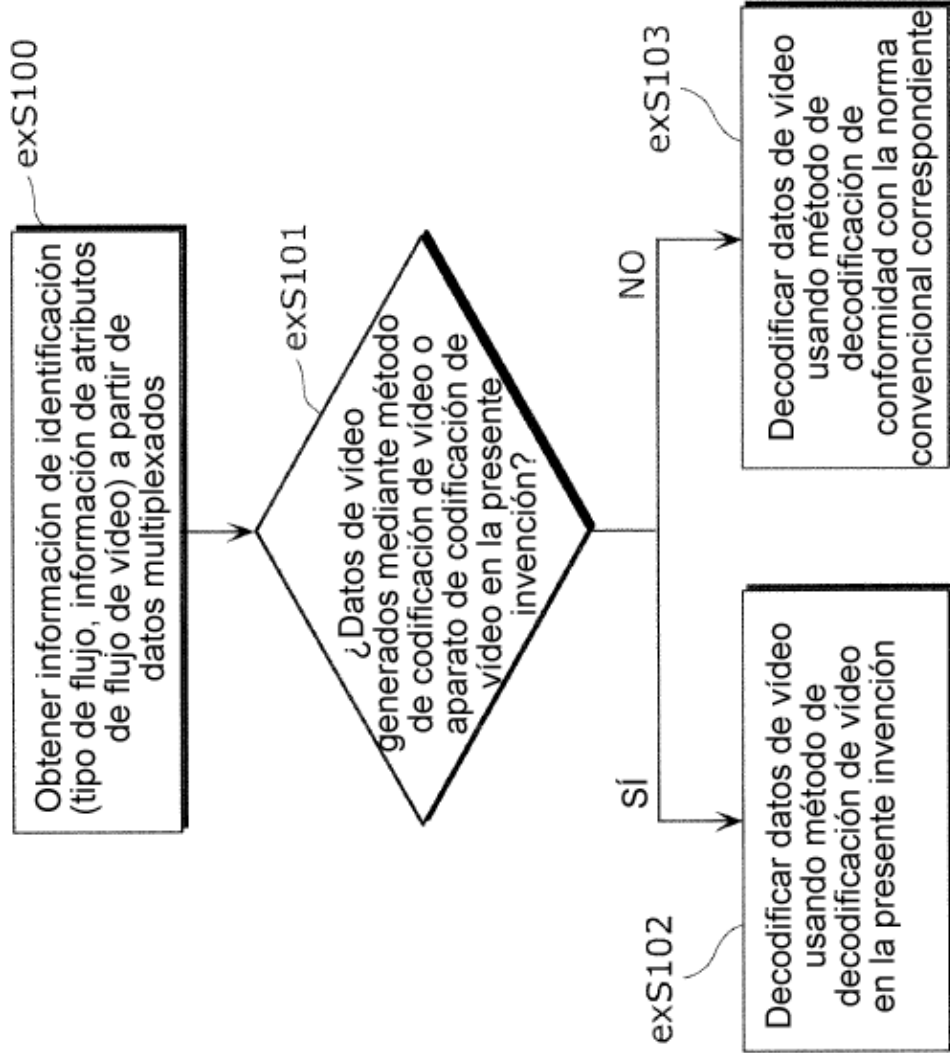 exS100
Obtener información de identificación
(tipo de flujo, información de atributos
de flujo de vídeo) a partir de
datos multiplexados
exS101
¿Datos de vídeo
generados mediante método
de codificación de vídeo o
aparato de codificación de
vídeo en la presente
invención?
SÍ
NO
exS102
Decodificar datos de vídeo
usando método de
decodificación de vídeo
en la presente invención
exS103
Decodificar datos de vídeo
usando método de
decodificación de
conformidad con la norma
convencional correspondiente